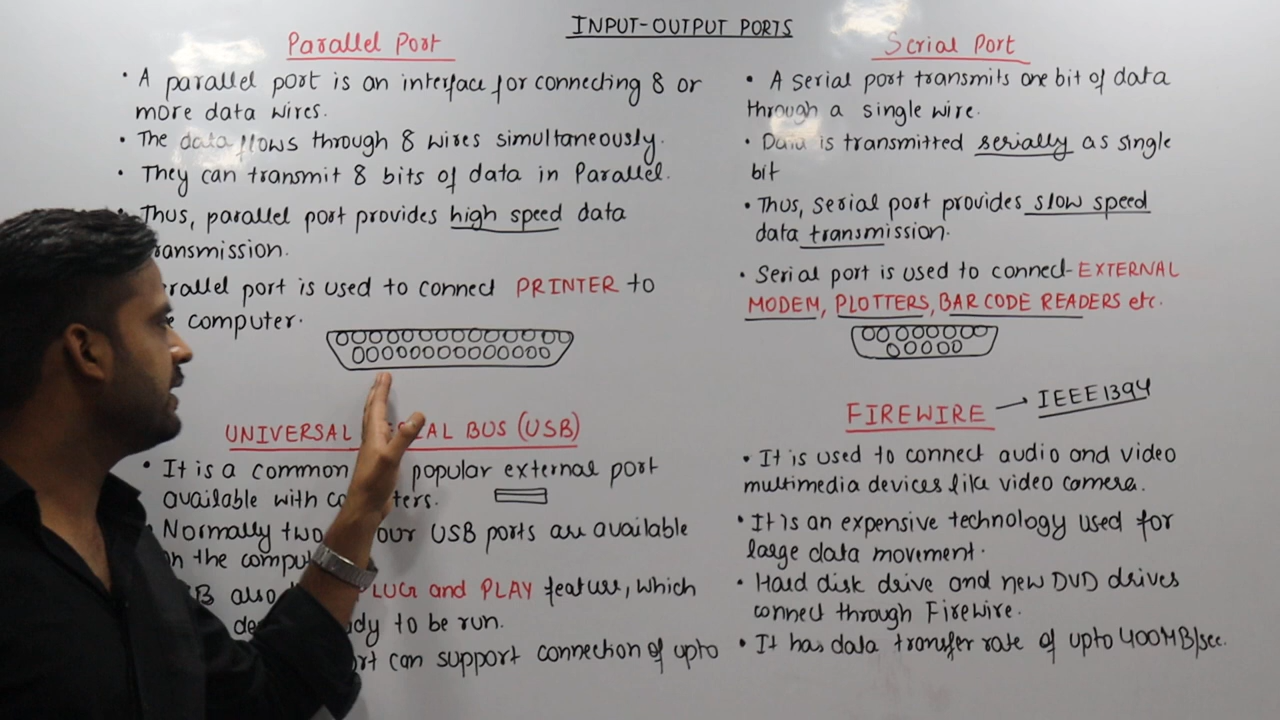 INPUT-OUTPUT PORTS
Parallel Port
• A parallel port is an interface for connecting 8 or
more data wires.
• The data flows through 8 wires simultaneously.
• They can transmit 8 bits of data in Parallel.
• Thus, parallel port provides high speed data
ransmission.
rallel port is used to connect PRINTER to
computer.
Serial Port
• A serial port transmits one bit of data
through a single wire.
• Data is transmitted serially as single
bit
• Thus, serial port provides slow speed
data transmission.
• Serial port is used to connect- EXTERNAL
MODEM, PLOTTERS, BAR CODE READERS etc.
UNIVERSAL BUS (USB)
• It is a common popular external port
available with ters.
• Normally two our USB ports are available
n the compu
B also LUG and PLAY feature, which
de dy to be run.
rt can support connection of upto
FIREWIRE → IEEE1394
• It is used to connect audio and video
multimedia devices like video camera.
• It is an expensive technology used for
large data movement.
• Hard disk drive and new DVD drives
connect through FireWire.
• It has data transfer rate of upto 400MB/sec.